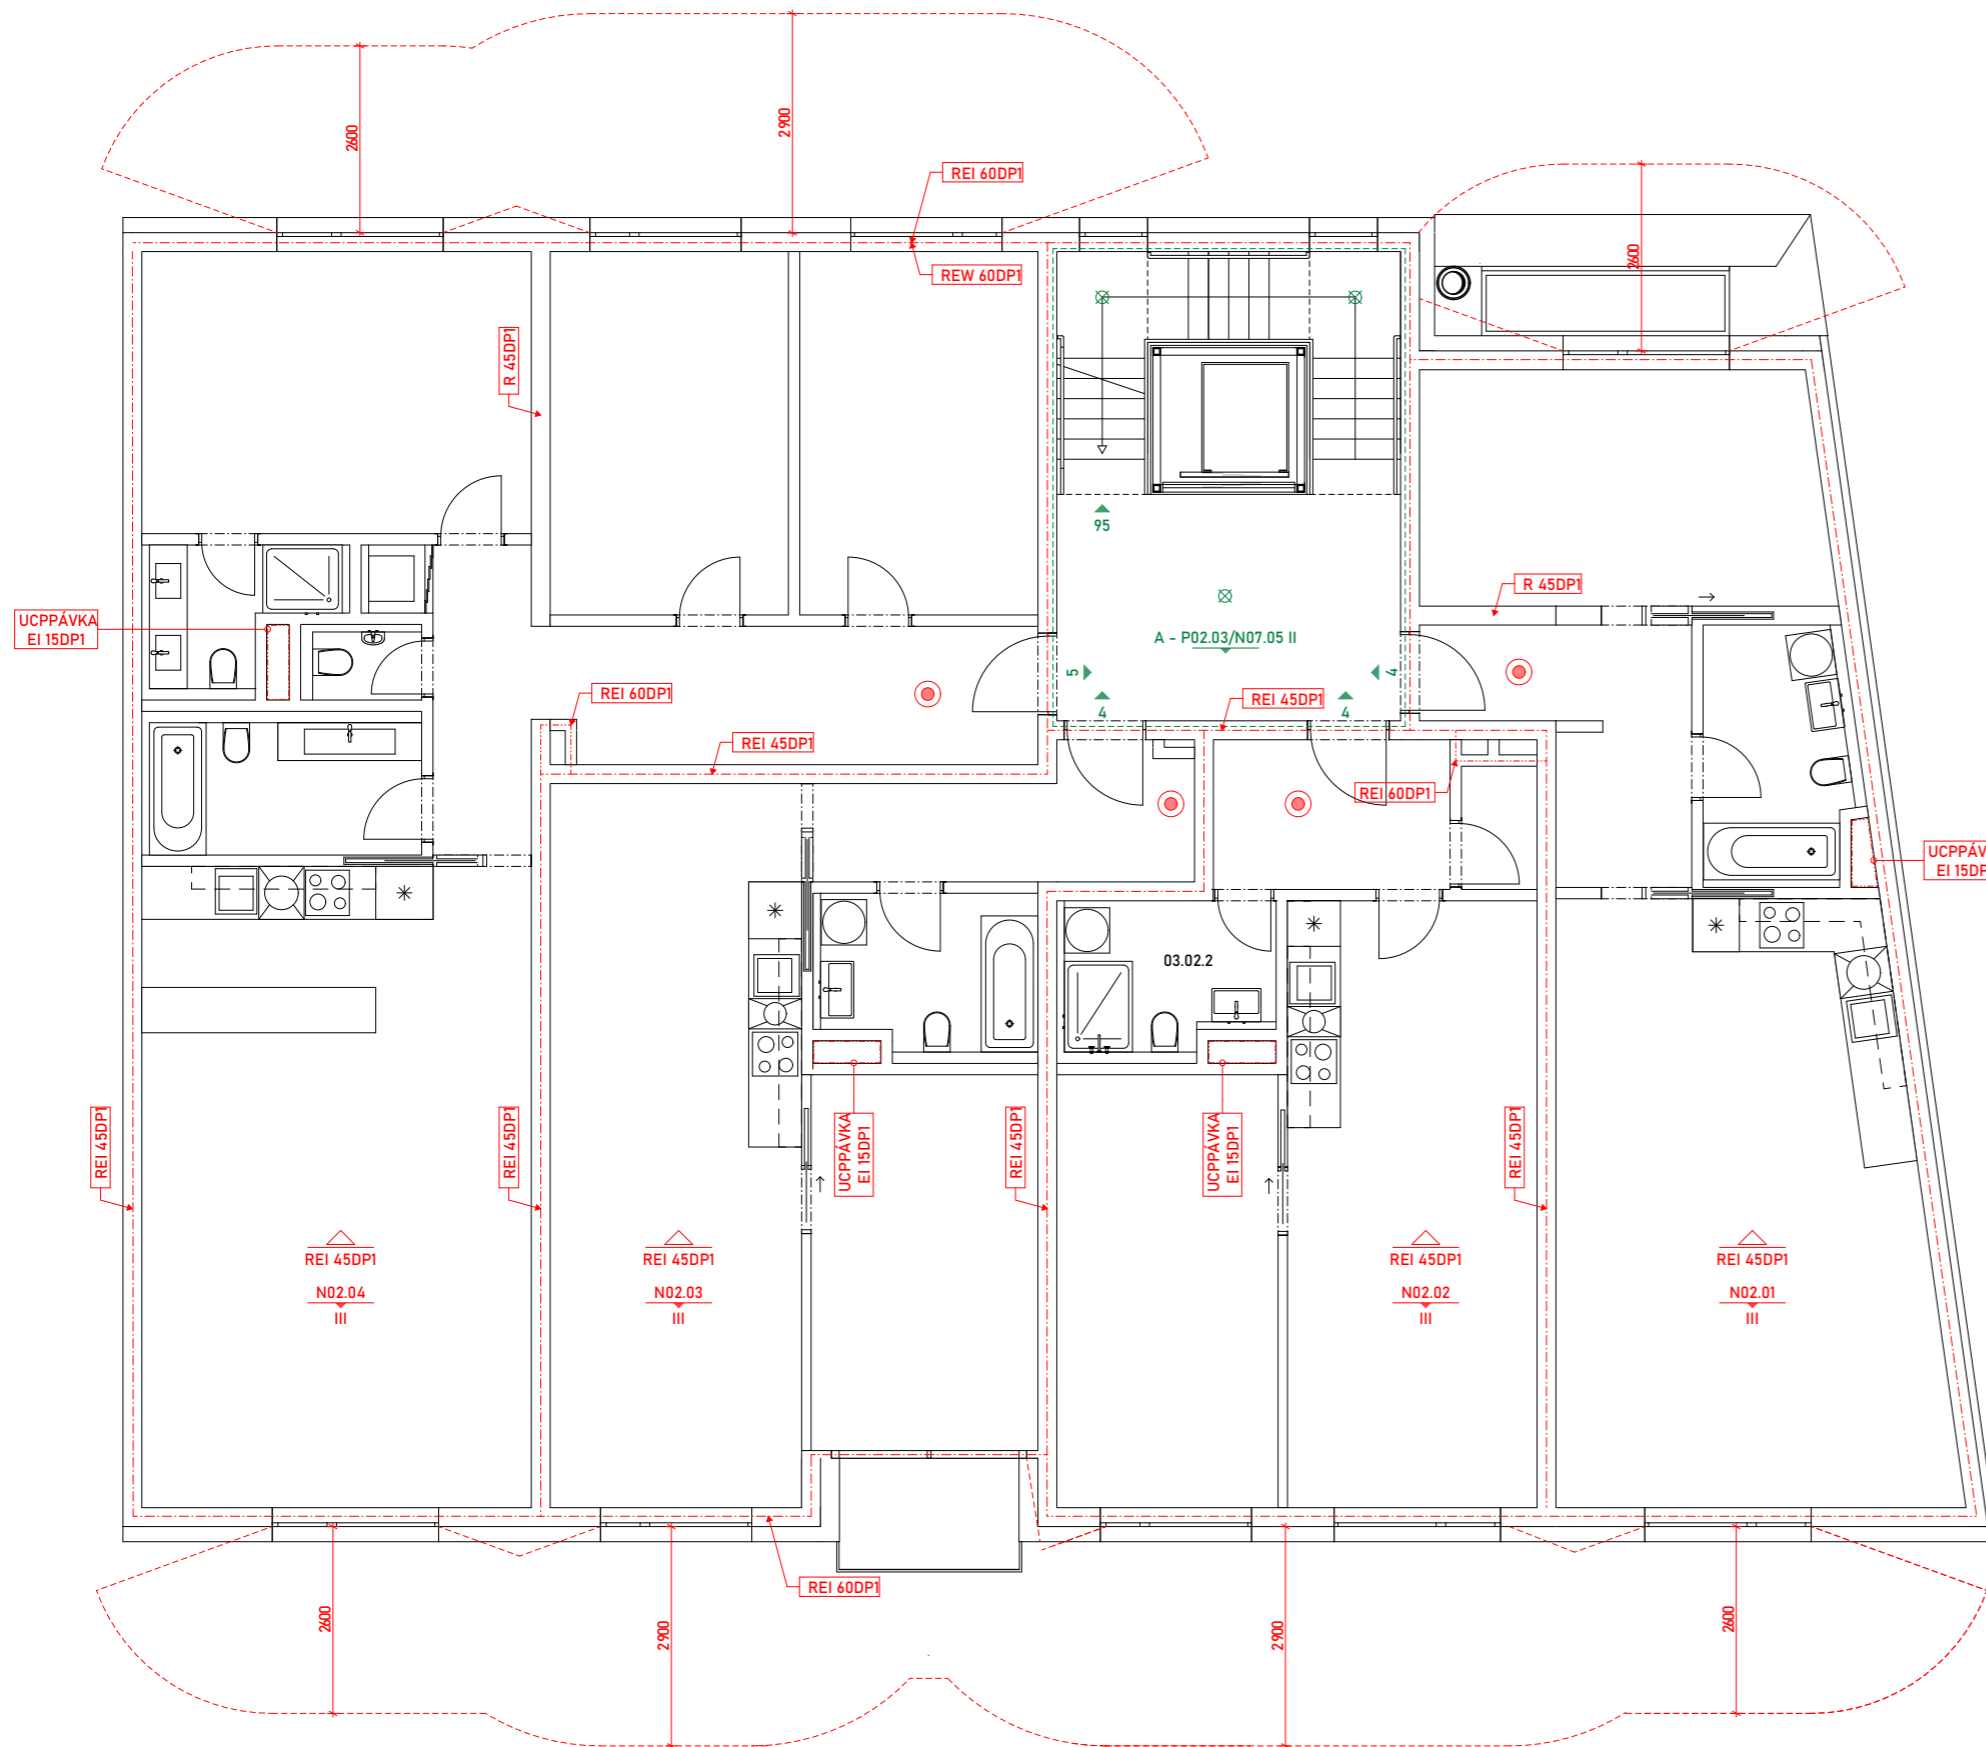 2600
2900
REI 60DP1
REW 60DP1
2600
R 45DP1
95
R 45DP1
UCPPÁVKA
EI 15DP1
A - P02.03/N07.05 II
5
4
4
4
REI 60DP1
REI 45DP1
REI 45DP1
REI 60DP1
UCPPÁV
EI 15DP
03.02.2
REI 45DP1
REI 45DP1
UCPPÁVKA
EI 15DP1
REI 45DP1
UCPPÁVKA
EI 15DP1
REI 45DP1
REI 45DP1
N02.04
III
REI 45DP1
N02.03
III
REI 45DP1
N02.02
III
REI 45DP1
N02.01
III
REI 60DP1
2600
2900
2900
2600